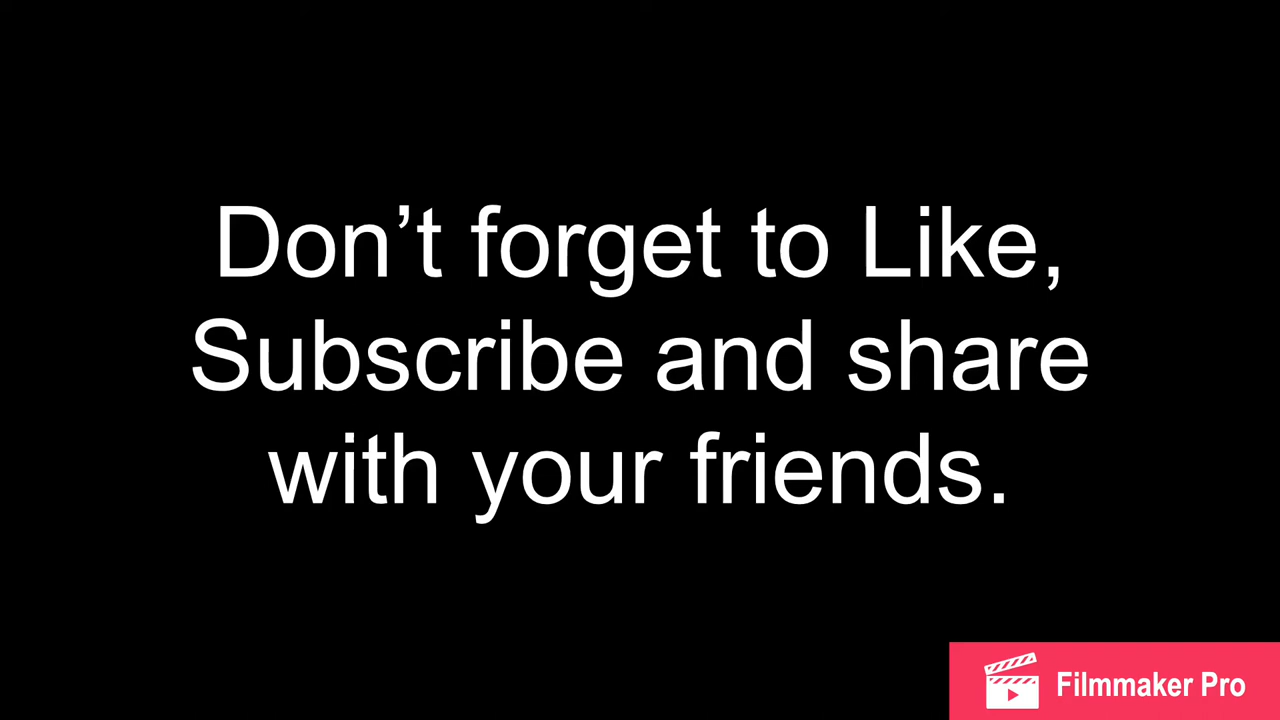 Don’t forget to Like,
Subscribe and share
with your friends.
Filmmaker Pro